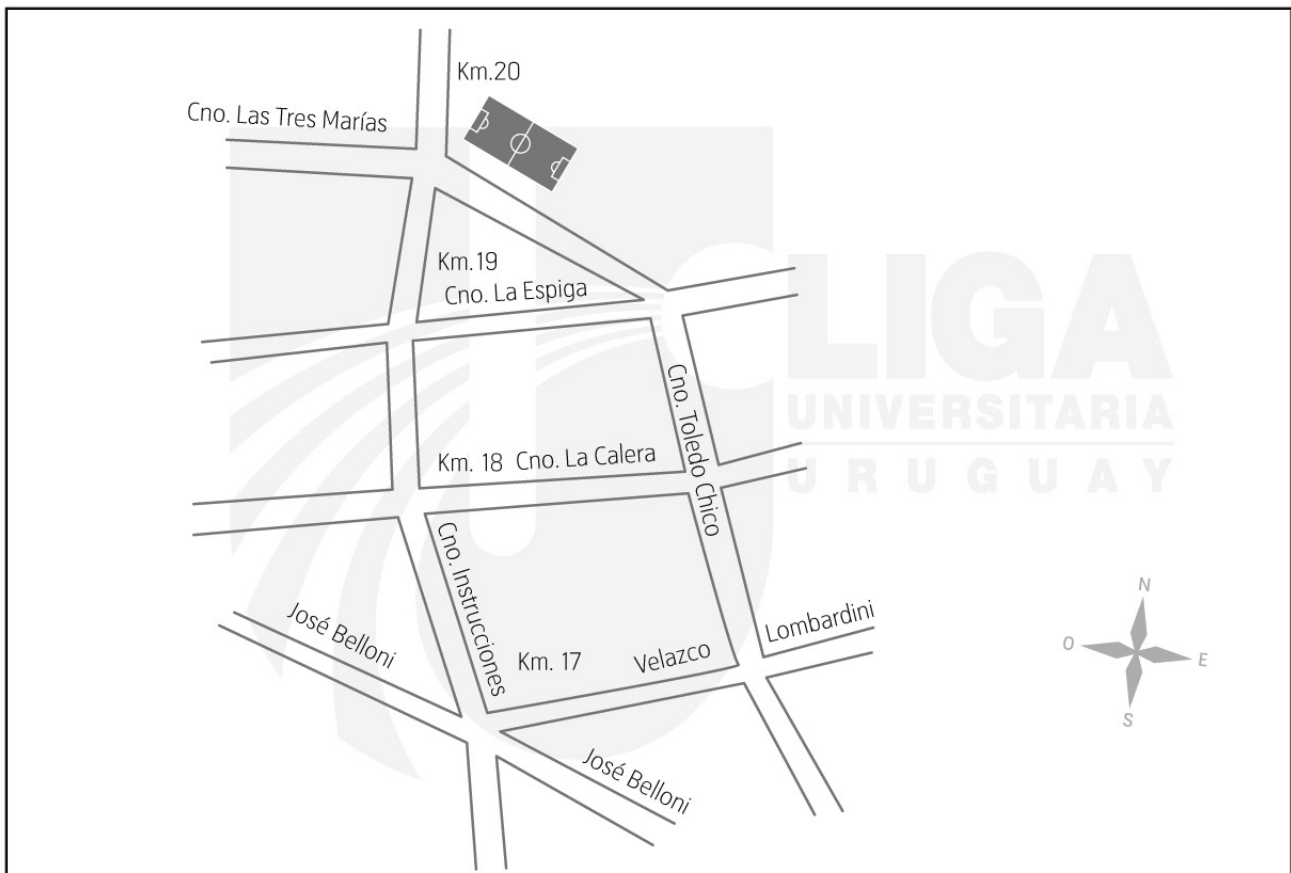 Km.20
Cno. Las Tres Marías
Km.19
Cno. La Espiga
LIGA
UNIVERSITARIA
URUGUAY
Cno. Toledo Chico
Km. 18 Cno. La Calera
Cno. Instrucciones
José Belloni
Km. 17
Velazco
Lombardini
José Belloni
N
O
E
S